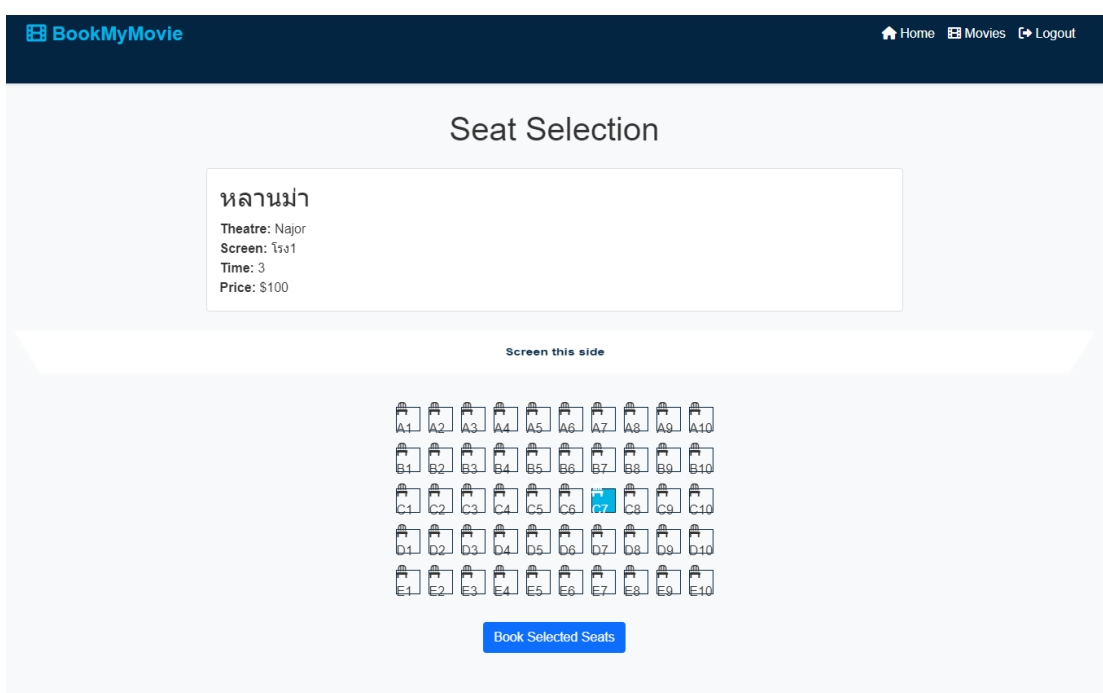 BookMyMovie
Home Movies Logout
Seat Selection
หลานม่า
Theatre: Najor
Screen: โรง1
Time: 3
Price: $100
Screen this side
A1 A2 A3 A4 A5 A6 A7 A8 A9 A10
B1 B2 B3 B4 B5 B6 B7 B8 B9 B10
C1 C2 C3 C4 C5 C6 C7 C8 C9 C10
D1 D2 D3 D4 D5 D6 D7 D8 D9 D10
E1 E2 E3 E4 E5 E6 E7 E8 E9 E10
Book Selected Seats